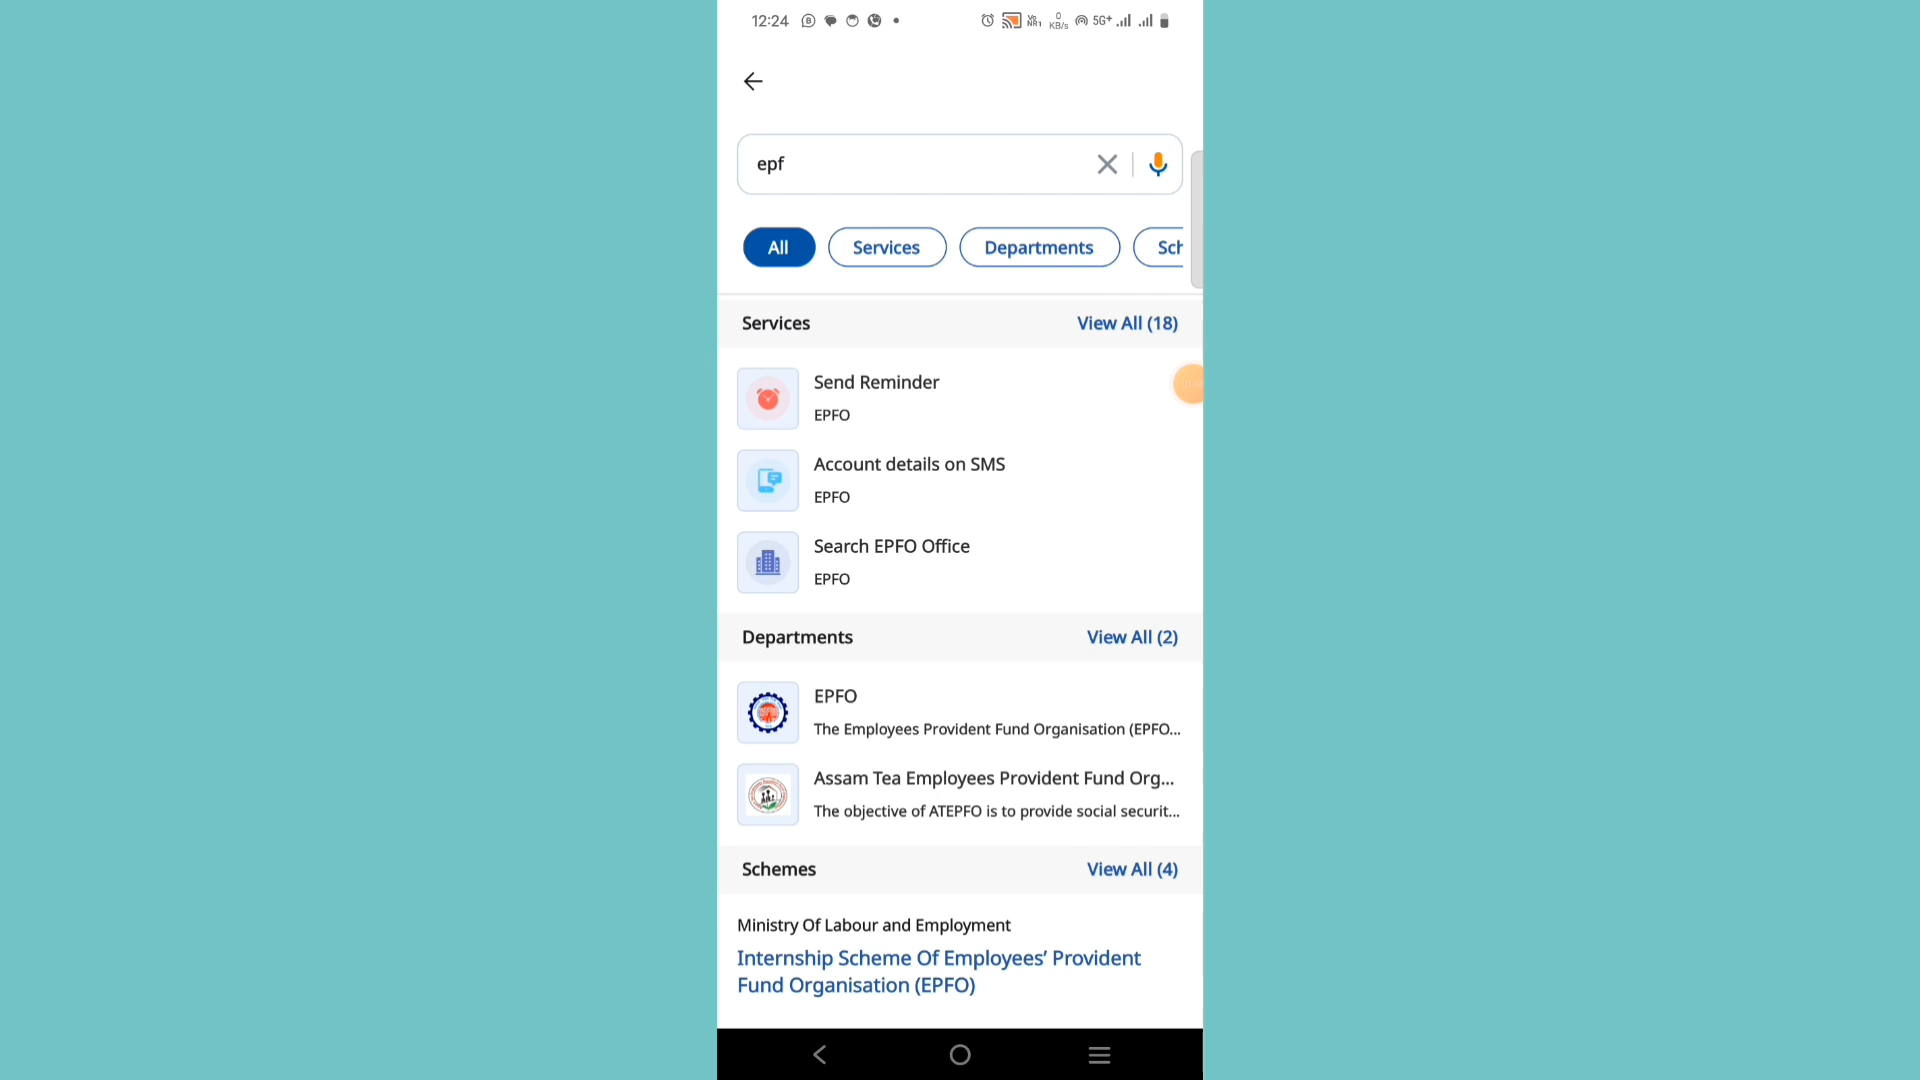 12:24
0
KB/s
5G+
epf
All
Services
Departments
Sch
Services
View All (18)
Send Reminder
EPFO
Account details on SMS
EPFO
Search EPFO Office
EPFO
Departments
View All (2)
EPFO
The Employees Provident Fund Organisation (EPFO...
Assam Tea Employees Provident Fund Org...
The objective of ATEPFO is to provide social securit...
Schemes
View All (4)
Ministry Of Labour and Employment
Internship Scheme Of Employees’ Provident
Fund Organisation (EPFO)